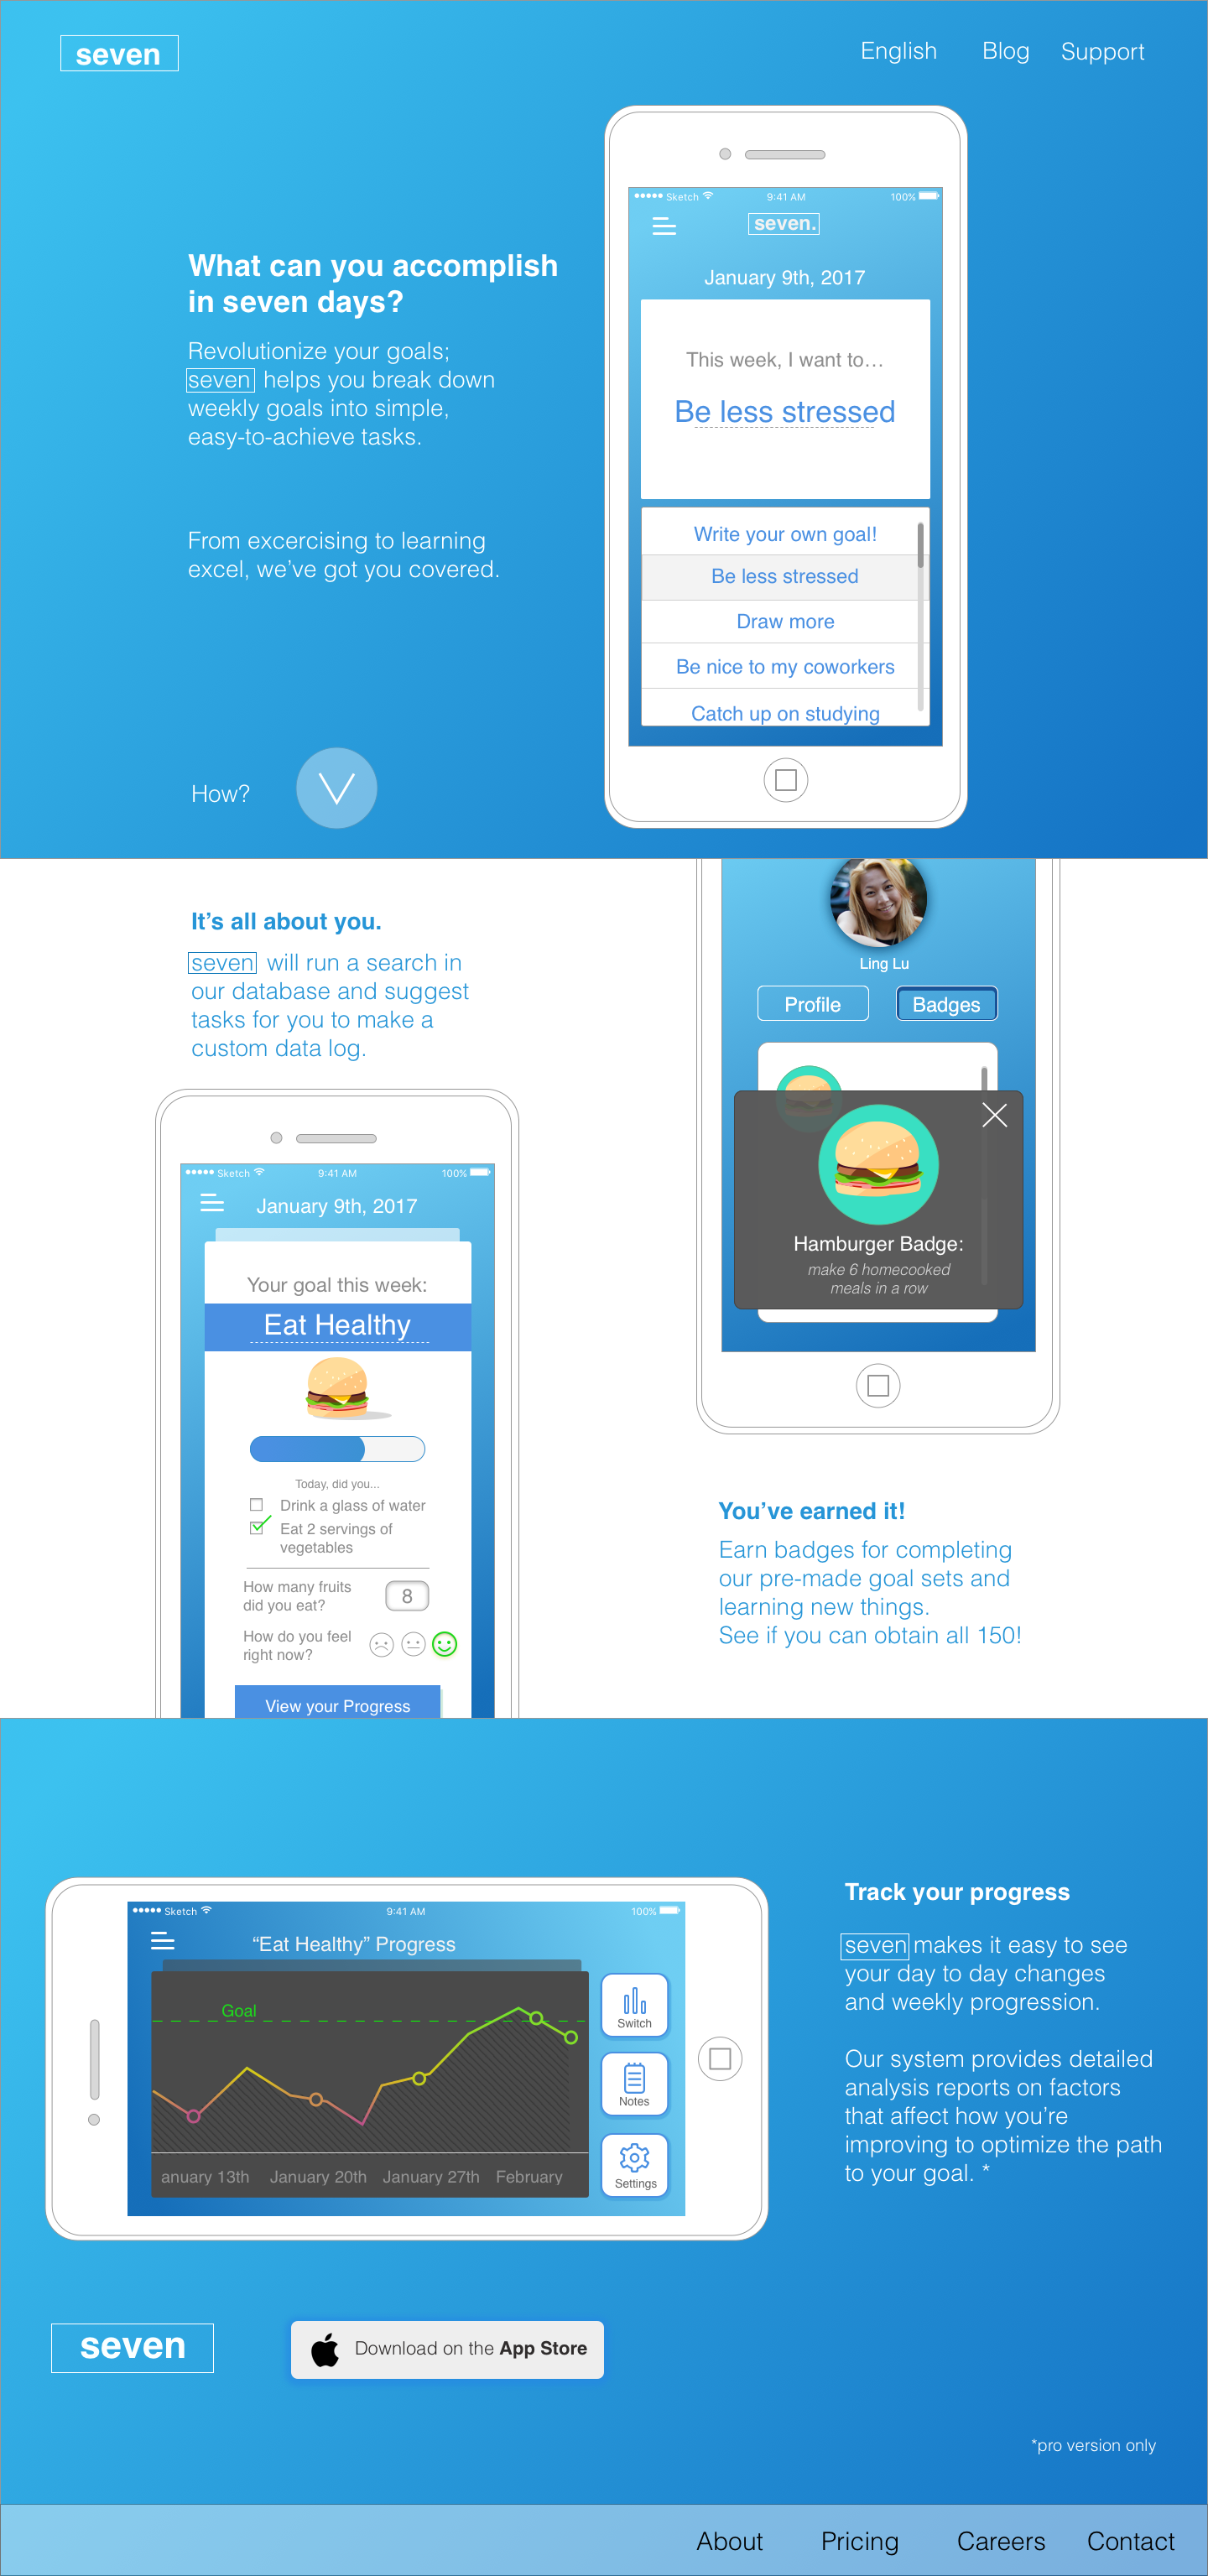 seven
English Blog Support
What can you accomplish
in seven days?
Revolutionize your goals;
seven helps you break down
weekly goals into simple,
easy-to-achieve tasks.
From excercising to learning
excel, we've got you covered.
How?
Sketch 9:41 AM 100%
seven.
January 9th, 2017
This week, I want to…
Be less stressed
Write your own goal!
Be less stressed
Draw more
Be nice to my coworkers
Catch up on studying
It's all about you.
seven will run a search in
our database and suggest
tasks for you to make a
custom data log.
Sketch 9:41 AM 100%
January 9th, 2017
Your goal this week:
Eat Healthy
Today, did you...
Drink a glass of water
Eat 2 servings of
vegetables
How many fruits
did you eat?
8
How do you feel
right now?
View your Progress
Ling Lu
Profile Badges
Hamburger Badge:
make 6 homecooked
meals in a row
You've earned it!
Earn badges for completing
our pre-made goal sets and
learning new things.
See if you can obtain all 150!
Sketch 9:41 AM 100%
“Eat Healthy” Progress
Goal
anuary 13th January 20th January 27th February
Switch
Notes
Settings
Track your progress
seven makes it easy to see
your day to day changes
and weekly progression.
Our system provides detailed
analysis reports on factors
that affect how you're
improving to optimize the path
to your goal. *
seven
Download on the App Store
*pro version only
About Pricing Careers Contact